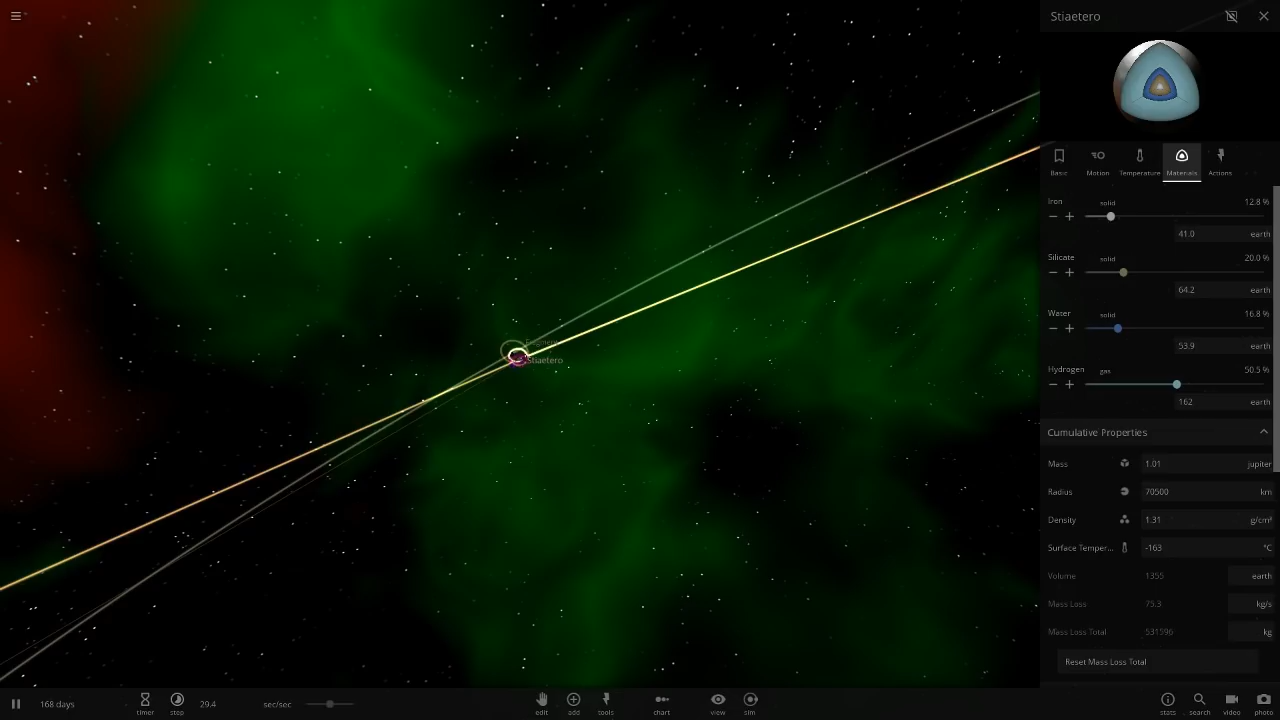 Stiaetero
Basic Motion Temperature Materials Actions
Iron solid 12.8 %
41.0 earth
Silicate solid 20.0 %
64.2 earth
Water solid 16.8 %
53.9 earth
Hydrogen gas 50.5 %
162 earth
Cumulative Properties
Mass 1.01 jupiter
Radius 70500 km
Density 1.31 g/cm³
Surface Temper... -163 °C
Volume 1355 earth
Mass Loss 75.3 kg/s
Mass Loss Total 531590 kg
Reset Mass Loss Total
Fragment
Stiaetero
168 days timer step 29.4 sec/sec edit add tools chart view sim stats search video photo